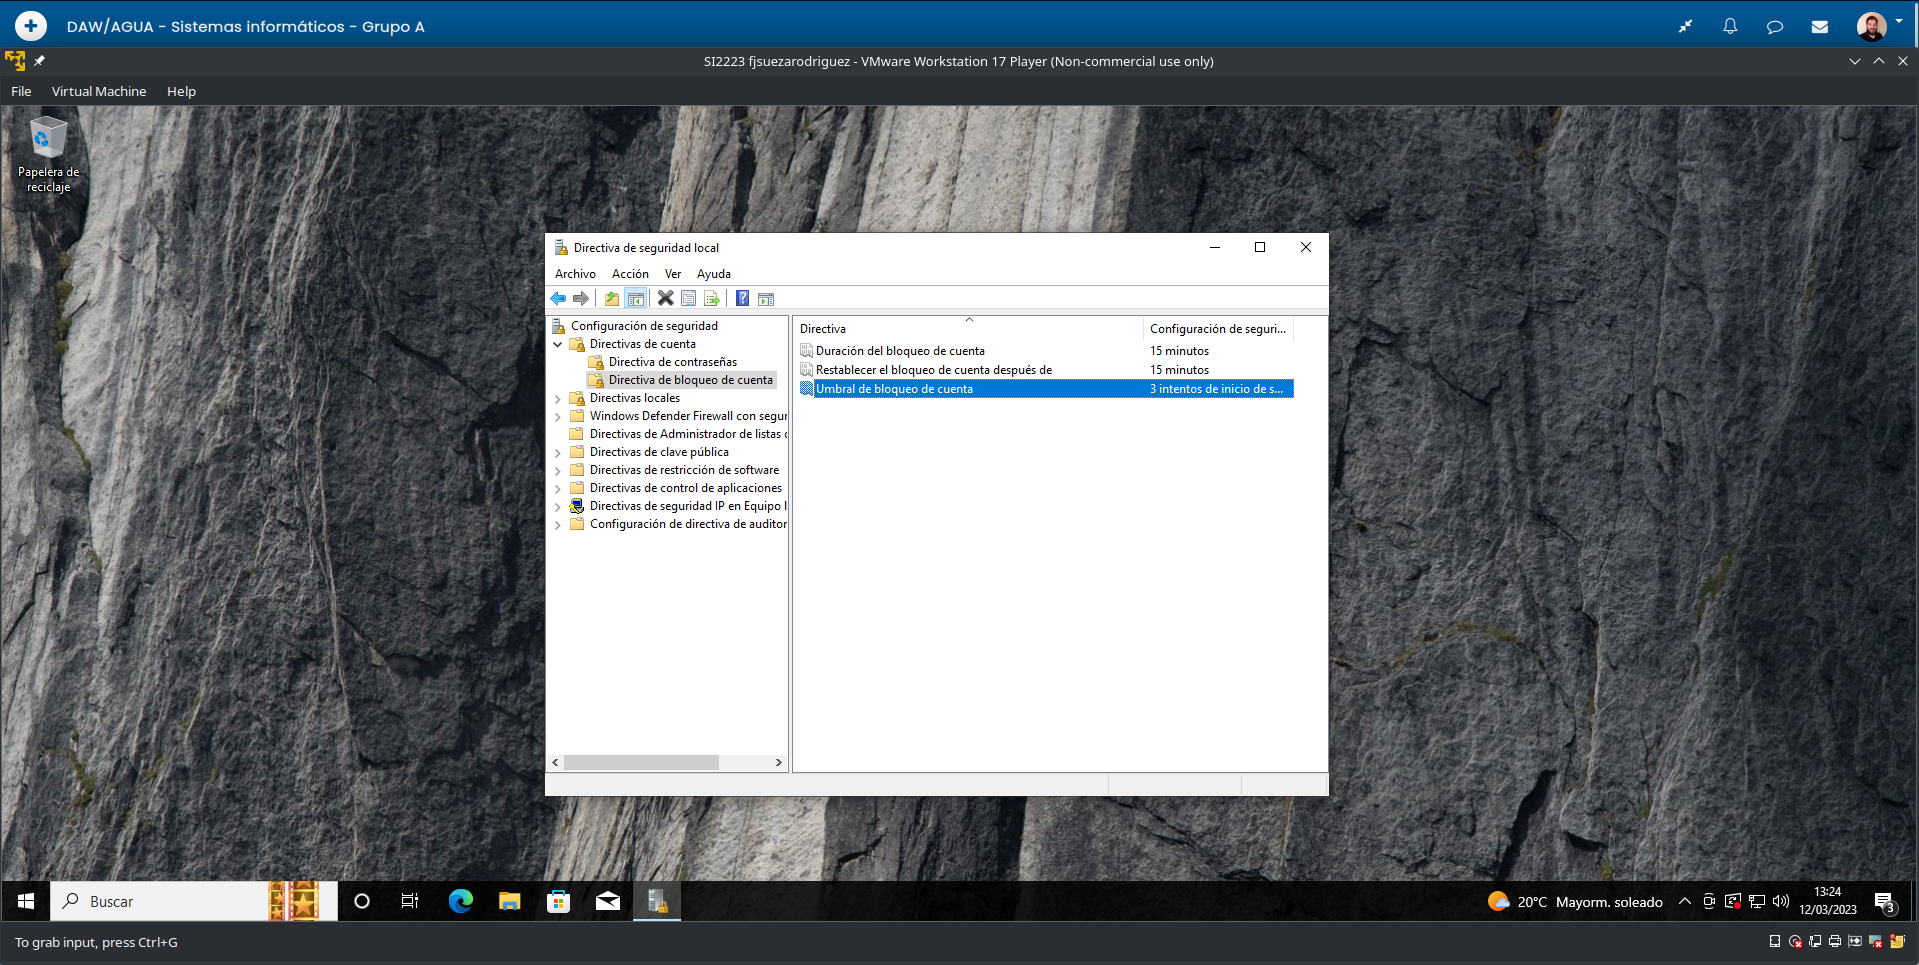 DAW/AGUA - Sistemas informáticos - Grupo A
SI2223 fjsuezarodriguez - VMware Workstation 17 Player (Non-commercial use only)
File Virtual Machine Help
Papelera de
reciclaje
Directiva de seguridad local
Archivo Acción Ver Ayuda
Configuración de seguridad
Directivas de cuenta
Directiva de contraseñas
Directiva de bloqueo de cuenta
Directivas locales
Windows Defender Firewall con segur
Directivas de Administrador de listas
Directivas de clave pública
Directivas de restricción de software
Directivas de control de aplicaciones
Directivas de seguridad IP en Equipo l
Configuración de directiva de auditor
Directiva Configuración de seguri...
Duración del bloqueo de cuenta 15 minutos
Restablecer el bloqueo de cuenta después de 15 minutos
Umbral de bloqueo de cuenta 3 intentos de inicio de s...
Buscar
20°C Mayorm. soleado
13:24
12/03/2023
3
To grab input, press Ctrl+G